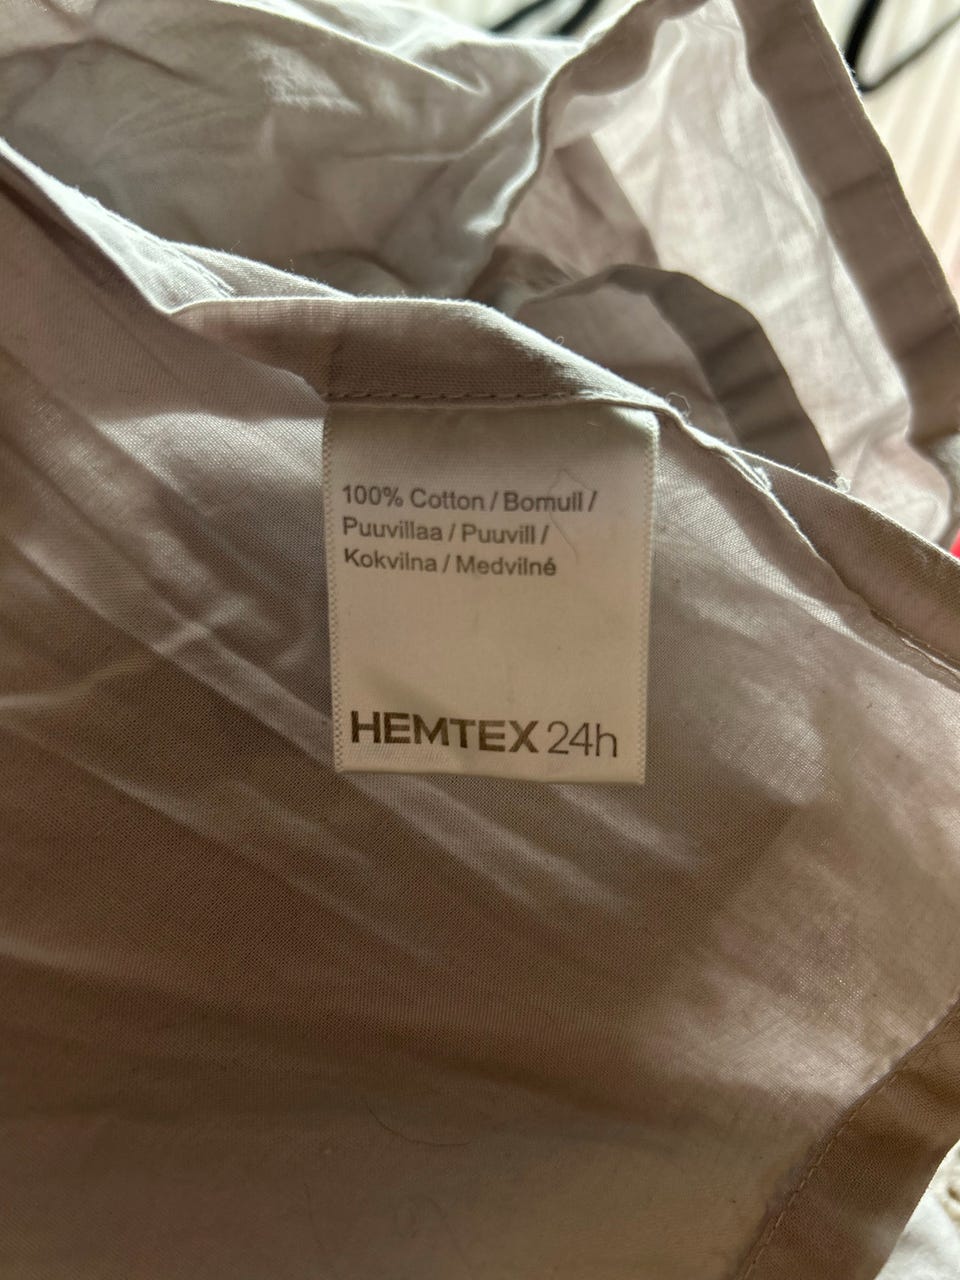 100% Cotton / Bomull /
Puuvillaa / Puuvill /
Kokvilna / Medvilné
HEMTEX 24h